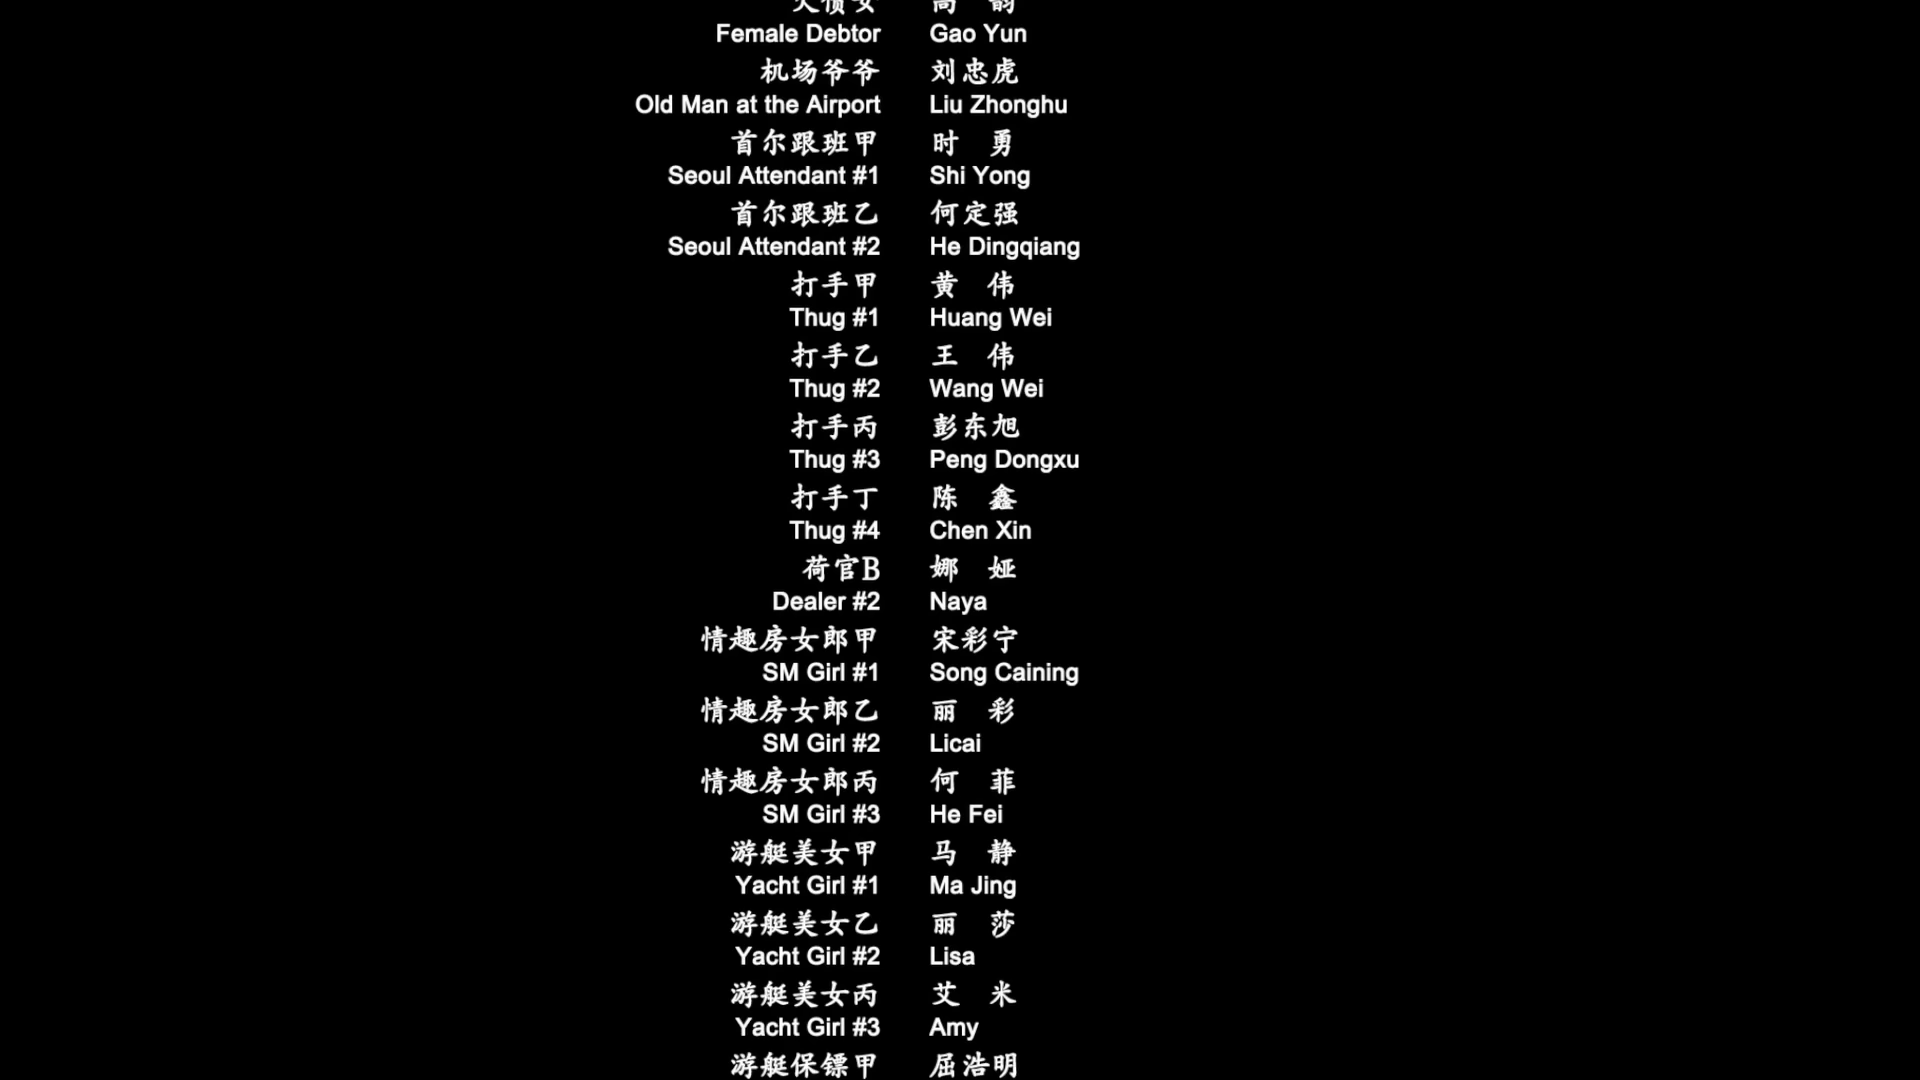 Female Debtor Gao Yun
机场爷爷 刘忠虎
Old Man at the Airport Liu Zhonghu
首尔跟班甲 时 勇
Seoul Attendant #1 Shi Yong
首尔跟班乙 何定强
Seoul Attendant #2 He Dingqiang
打手甲 黄 伟
Thug #1 Huang Wei
打手乙 王 伟
Thug #2 Wang Wei
打手丙 彭东旭
Thug #3 Peng Dongxu
打手丁 陈 鑫
Thug #4 Chen Xin
荷官B 娜 娅
Dealer #2 Naya
情趣房女郎甲 宋彩宁
SM Girl #1 Song Caining
情趣房女郎乙 丽 彩
SM Girl #2 Licai
情趣房女郎丙 何 菲
SM Girl #3 He Fei
游艇美女甲 马 静
Yacht Girl #1 Ma Jing
游艇美女乙 丽 莎
Yacht Girl #2 Lisa
游艇美女丙 艾 米
Yacht Girl #3 Amy
游艇保镖甲 屈浩明